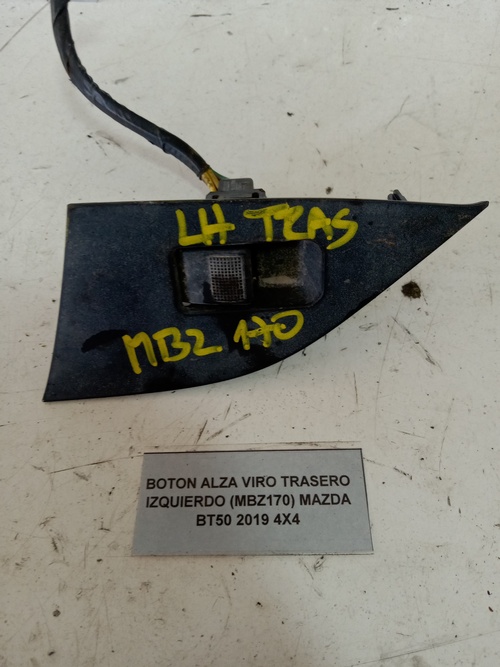 LH TRAS
MBZ 170
BOTON ALZA VIRO TRASERO
IZQUIERDO (MBZ170) MAZDA
BT50 2019 4X4